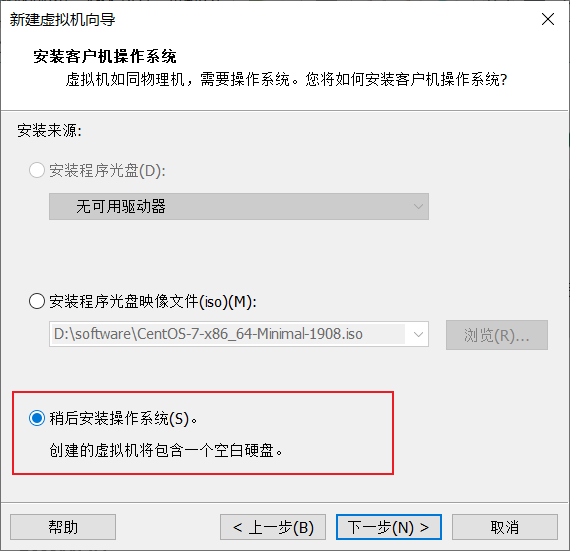 新建虚拟机向导
安装客户机操作系统
虚拟机如同物理机，需要操作系统。您将如何安装客户机操作系统?
安装来源:
安装程序光盘(D):
无可用驱动器
安装程序光盘映像文件(iso)(M):
D:\software\CentOS-7-x86_64-Minimal-1908.iso
浏览(R)...
稍后安装操作系统(S)。
创建的虚拟机将包含一个空白硬盘。
帮助
< 上一步(B)
下一步(N) >
取消